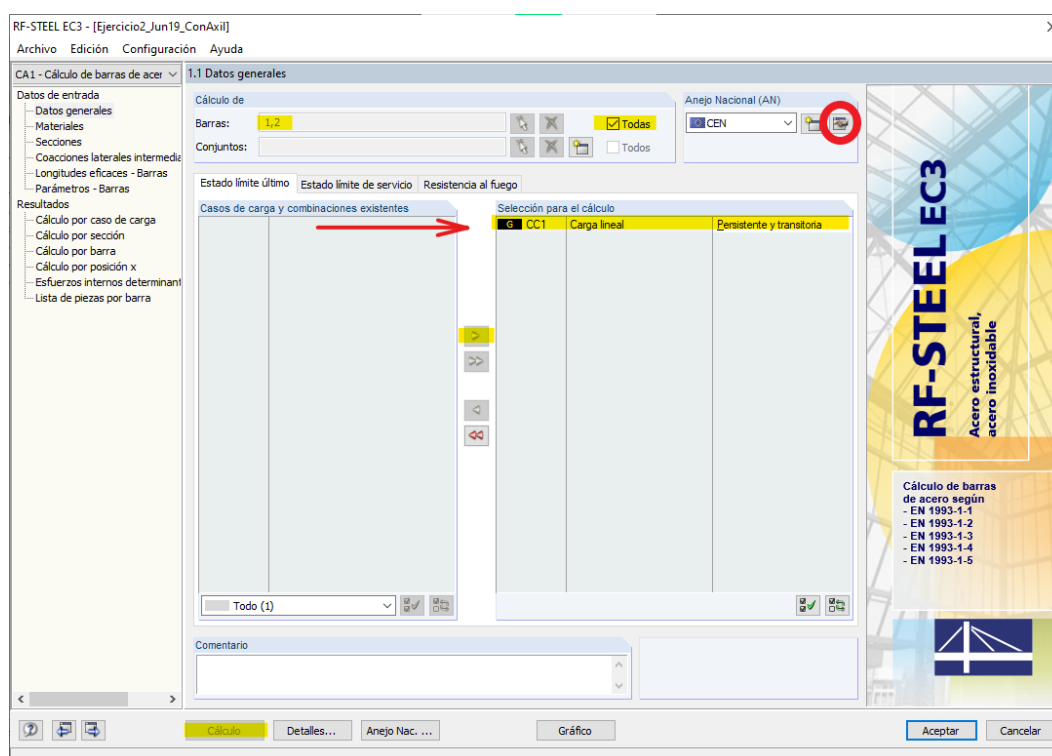 RF-STEEL EC3 - [Ejercicio2_Jun19_ConAxil]
Archivo Edición Configuración Ayuda
CA1 - Cálculo de barras de acer
1.1 Datos generales
Datos de entrada
Datos generales
Materiales
Secciones
Coacciones laterales intermedia
Longitudes eficaces - Barras
Parámetros - Barras
Resultados
Cálculo por caso de carga
Cálculo por sección
Cálculo por barra
Cálculo por posición x
Esfuerzos internos determinant
Lista de piezas por barra
Cálculo de
Barras: 1,2 Todas
Conjuntos: Todos
Anejo Nacional (AN)
CEN
Estado límite último Estado límite de servicio Resistencia al fuego
Casos de carga y combinaciones existentes
Selección para el cálculo
G CC1 Carga lineal Persistente y transitoria
>
>>
<
<<
Todo (1)
Comentario
RF-STEEL EC3
Acero estructural,
acero inoxidable
Cálculo de barras
de acero según
- EN 1993-1-1
- EN 1993-1-2
- EN 1993-1-3
- EN 1993-1-4
- EN 1993-1-5
Cálculo Detalles... Anejo Nac. ... Gráfico Aceptar Cancelar